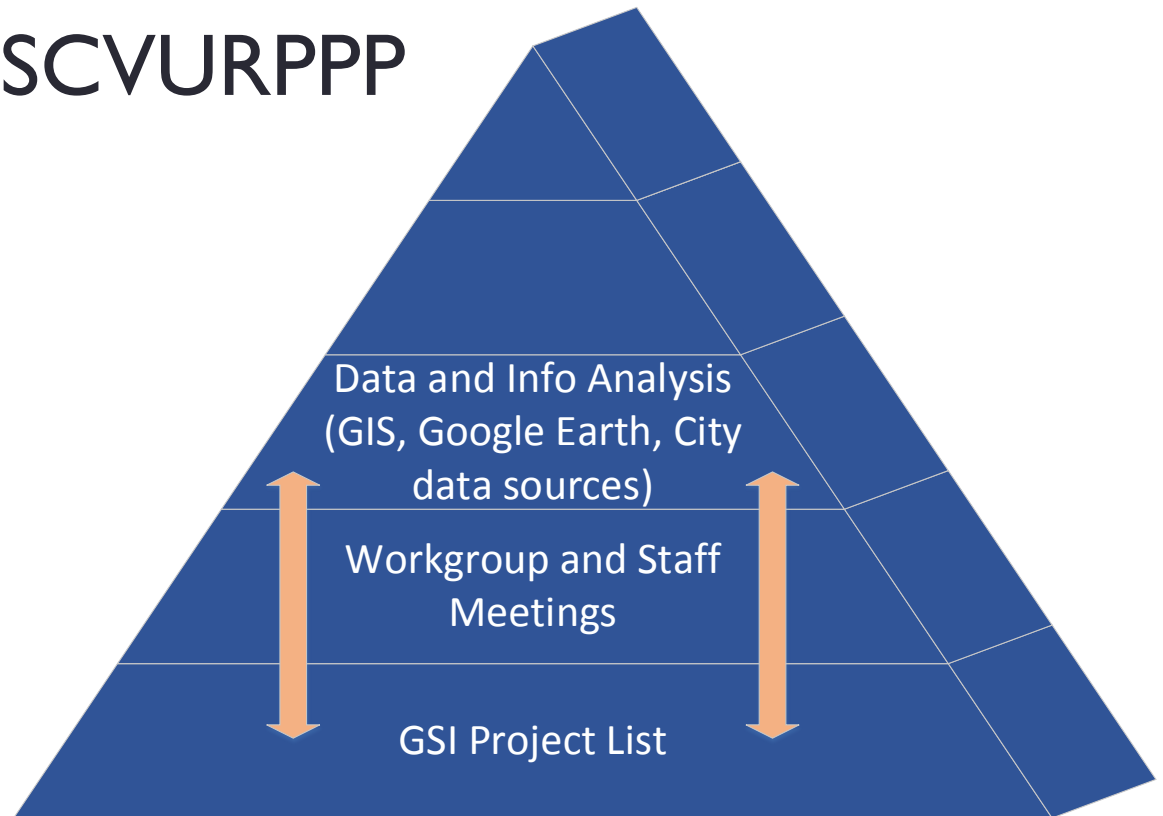 SCVURPPP
Data and Info Analysis
(GIS, Google Earth, City
data sources)
Workgroup and Staff
Meetings
GSI Project List